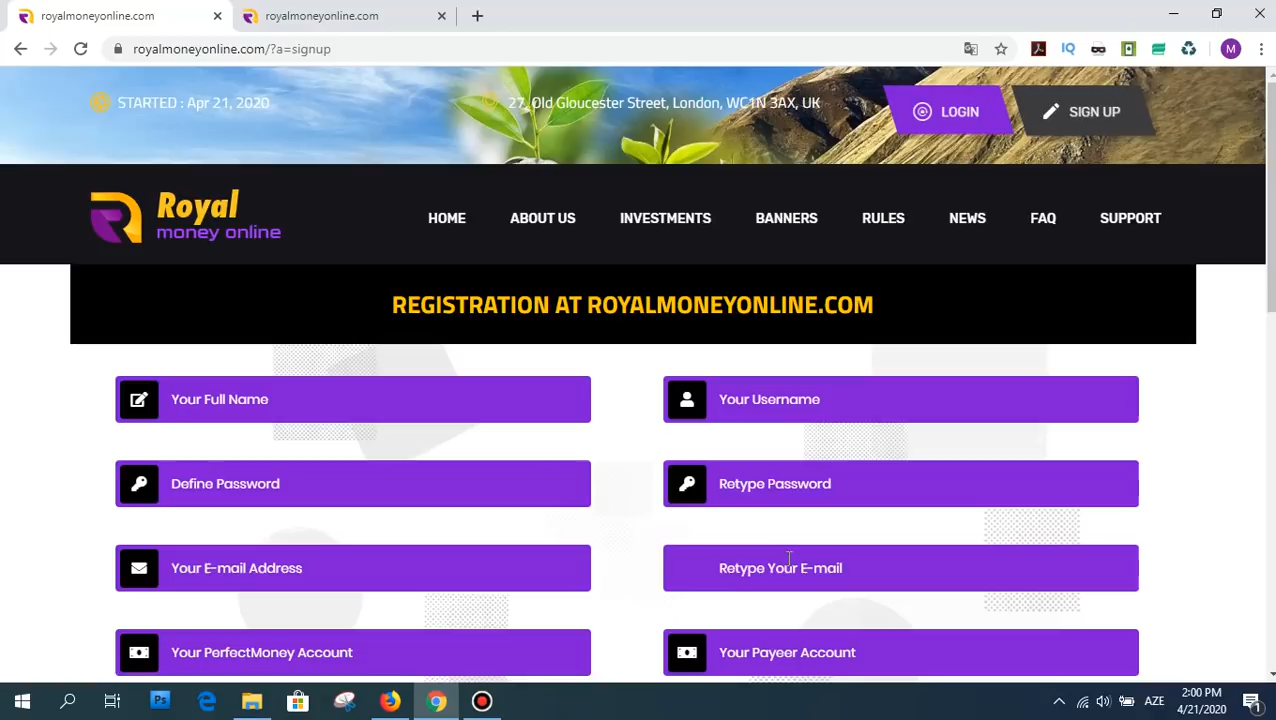 royalmoneyonline.com
royalmoneyonline.com
royalmoneyonline.com/?a=signup
M
STARTED : Apr 21, 2020
27, Old Gloucester Street, London, WC1N 3AX, UK
LOGIN
SIGN UP
Royal
money online
HOME
ABOUT US
INVESTMENTS
BANNERS
RULES
NEWS
FAQ
SUPPORT
REGISTRATION AT ROYALMONEYONLINE.COM
Your Full Name
Your Username
Define Password
Retype Password
Your E-mail Address
Retype Your E-mail
Your PerfectMoney Account
Your Payeer Account
Ps
AZE
2:00 PM
4/21/2020
1